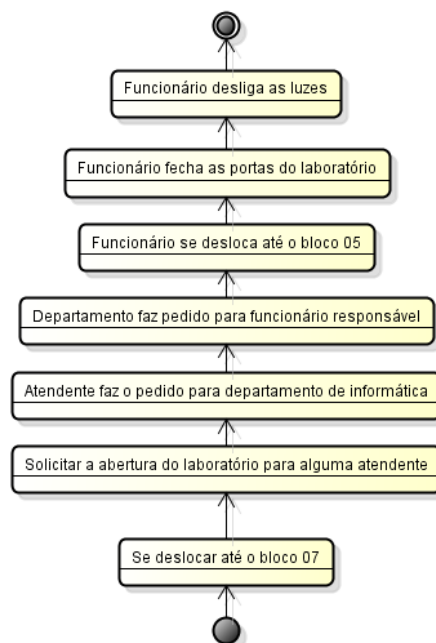 Funcionário desliga as luzes
Funcionário fecha as portas do laboratório
Funcionário se desloca até o bloco 05
Departamento faz pedido para funcionário responsável
Atendente faz o pedido para departamento de informática
Solicitar a abertura do laboratório para alguma atendente
Se deslocar até o bloco 07